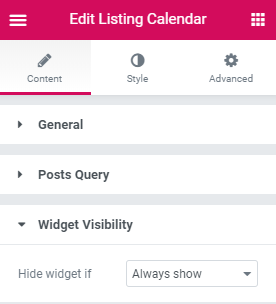 Edit Listing Calendar
Content Style Advanced
General
Posts Query
Widget Visibility
Hide widget if Always show